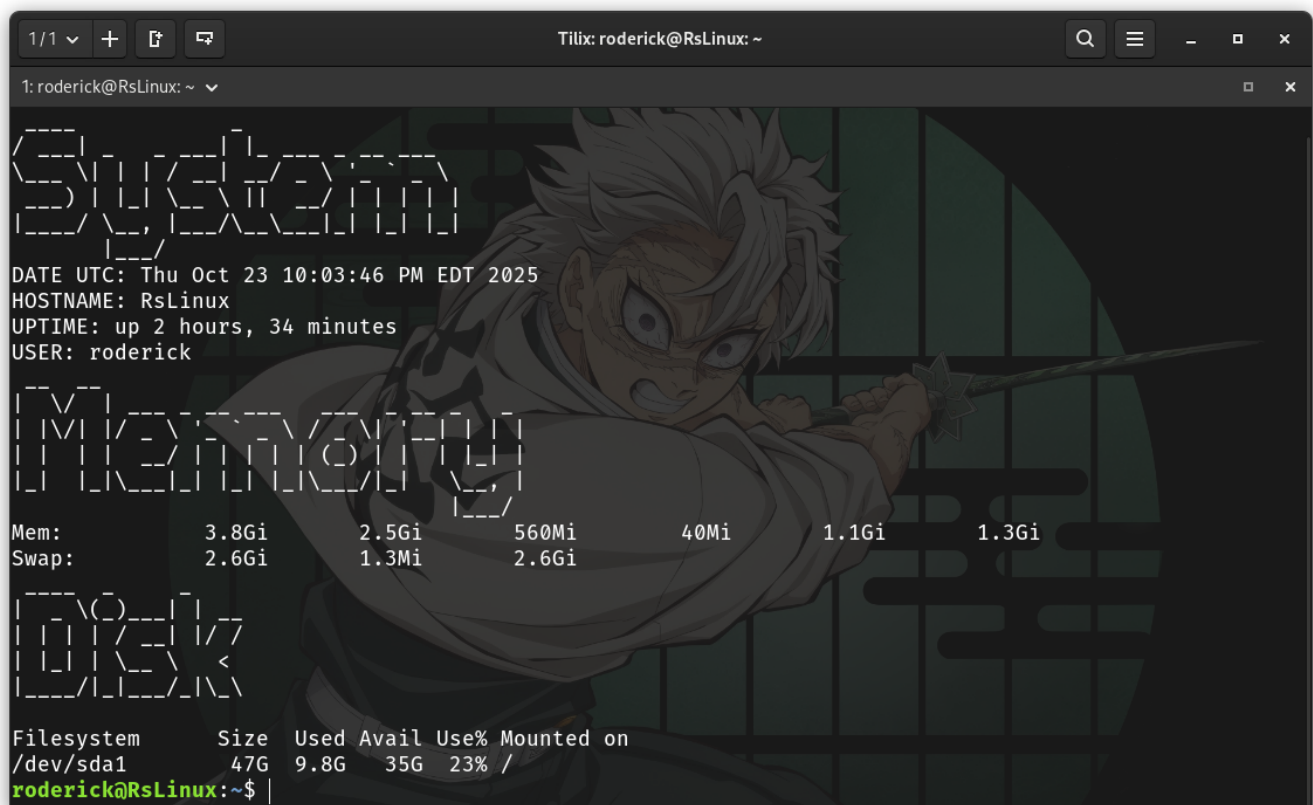 1/1
Tilix: roderick@RsLinux: ~
1: roderick@RsLinux: ~
System
DATE UTC: Thu Oct 23 10:03:46 PM EDT 2025
HOSTNAME: RsLinux
UPTIME: up 2 hours, 34 minutes
USER: roderick
Memory
Mem: 3.8Gi 2.5Gi 560Mi 40Mi 1.1Gi 1.3Gi
Swap: 2.6Gi 1.3Mi 2.6Gi
Disk
Filesystem Size Used Avail Use% Mounted on
/dev/sda1 47G 9.8G 35G 23% /
roderick@RsLinux:~$